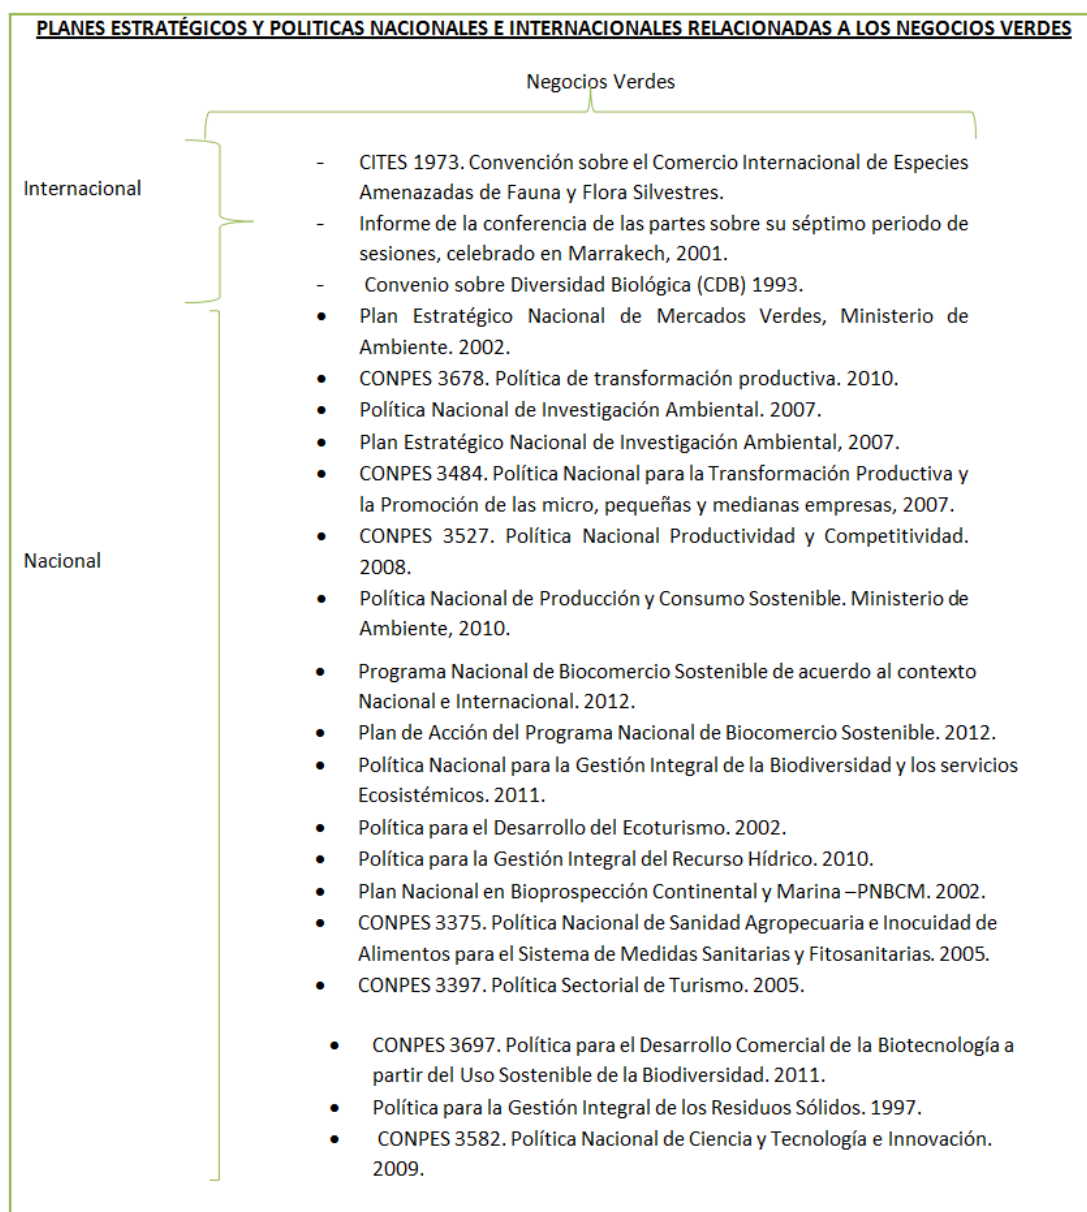 PLANES ESTRATÉGICOS Y POLITICAS NACIONALES E INTERNACIONALES RELACIONADAS A LOS NEGOCIOS VERDES
Negocios Verdes
Internacional
- CITES 1973. Convención sobre el Comercio Internacional de Especies
Amenazadas de Fauna y Flora Silvestres.
- Informe de la conferencia de las partes sobre su séptimo periodo de
sesiones, celebrado en Marrakech, 2001.
- Convenio sobre Diversidad Biológica (CDB) 1993.
Nacional
• Plan Estratégico Nacional de Mercados Verdes, Ministerio de
Ambiente. 2002.
• CONPES 3678. Política de transformación productiva. 2010.
• Política Nacional de Investigación Ambiental. 2007.
• Plan Estratégico Nacional de Investigación Ambiental, 2007.
• CONPES 3484. Política Nacional para la Transformación Productiva y
la Promoción de las micro, pequeñas y medianas empresas, 2007.
• CONPES 3527. Política Nacional Productividad y Competitividad.
2008.
• Política Nacional de Producción y Consumo Sostenible. Ministerio de
Ambiente, 2010.
• Programa Nacional de Biocomercio Sostenible de acuerdo al contexto
Nacional e Internacional. 2012.
• Plan de Acción del Programa Nacional de Biocomercio Sostenible. 2012.
• Política Nacional para la Gestión Integral de la Biodiversidad y los servicios
Ecosistémicos. 2011.
• Política para el Desarrollo del Ecoturismo. 2002.
• Política para la Gestión Integral del Recurso Hídrico. 2010.
• Plan Nacional en Bioprospección Continental y Marina –PNBCM. 2002.
• CONPES 3375. Política Nacional de Sanidad Agropecuaria e Inocuidad de
Alimentos para el Sistema de Medidas Sanitarias y Fitosanitarias. 2005.
• CONPES 3397. Política Sectorial de Turismo. 2005.
• CONPES 3697. Política para el Desarrollo Comercial de la Biotecnología a
partir del Uso Sostenible de la Biodiversidad. 2011.
• Política para la Gestión Integral de los Residuos Sólidos. 1997.
• CONPES 3582. Política Nacional de Ciencia y Tecnología e Innovación.
2009.